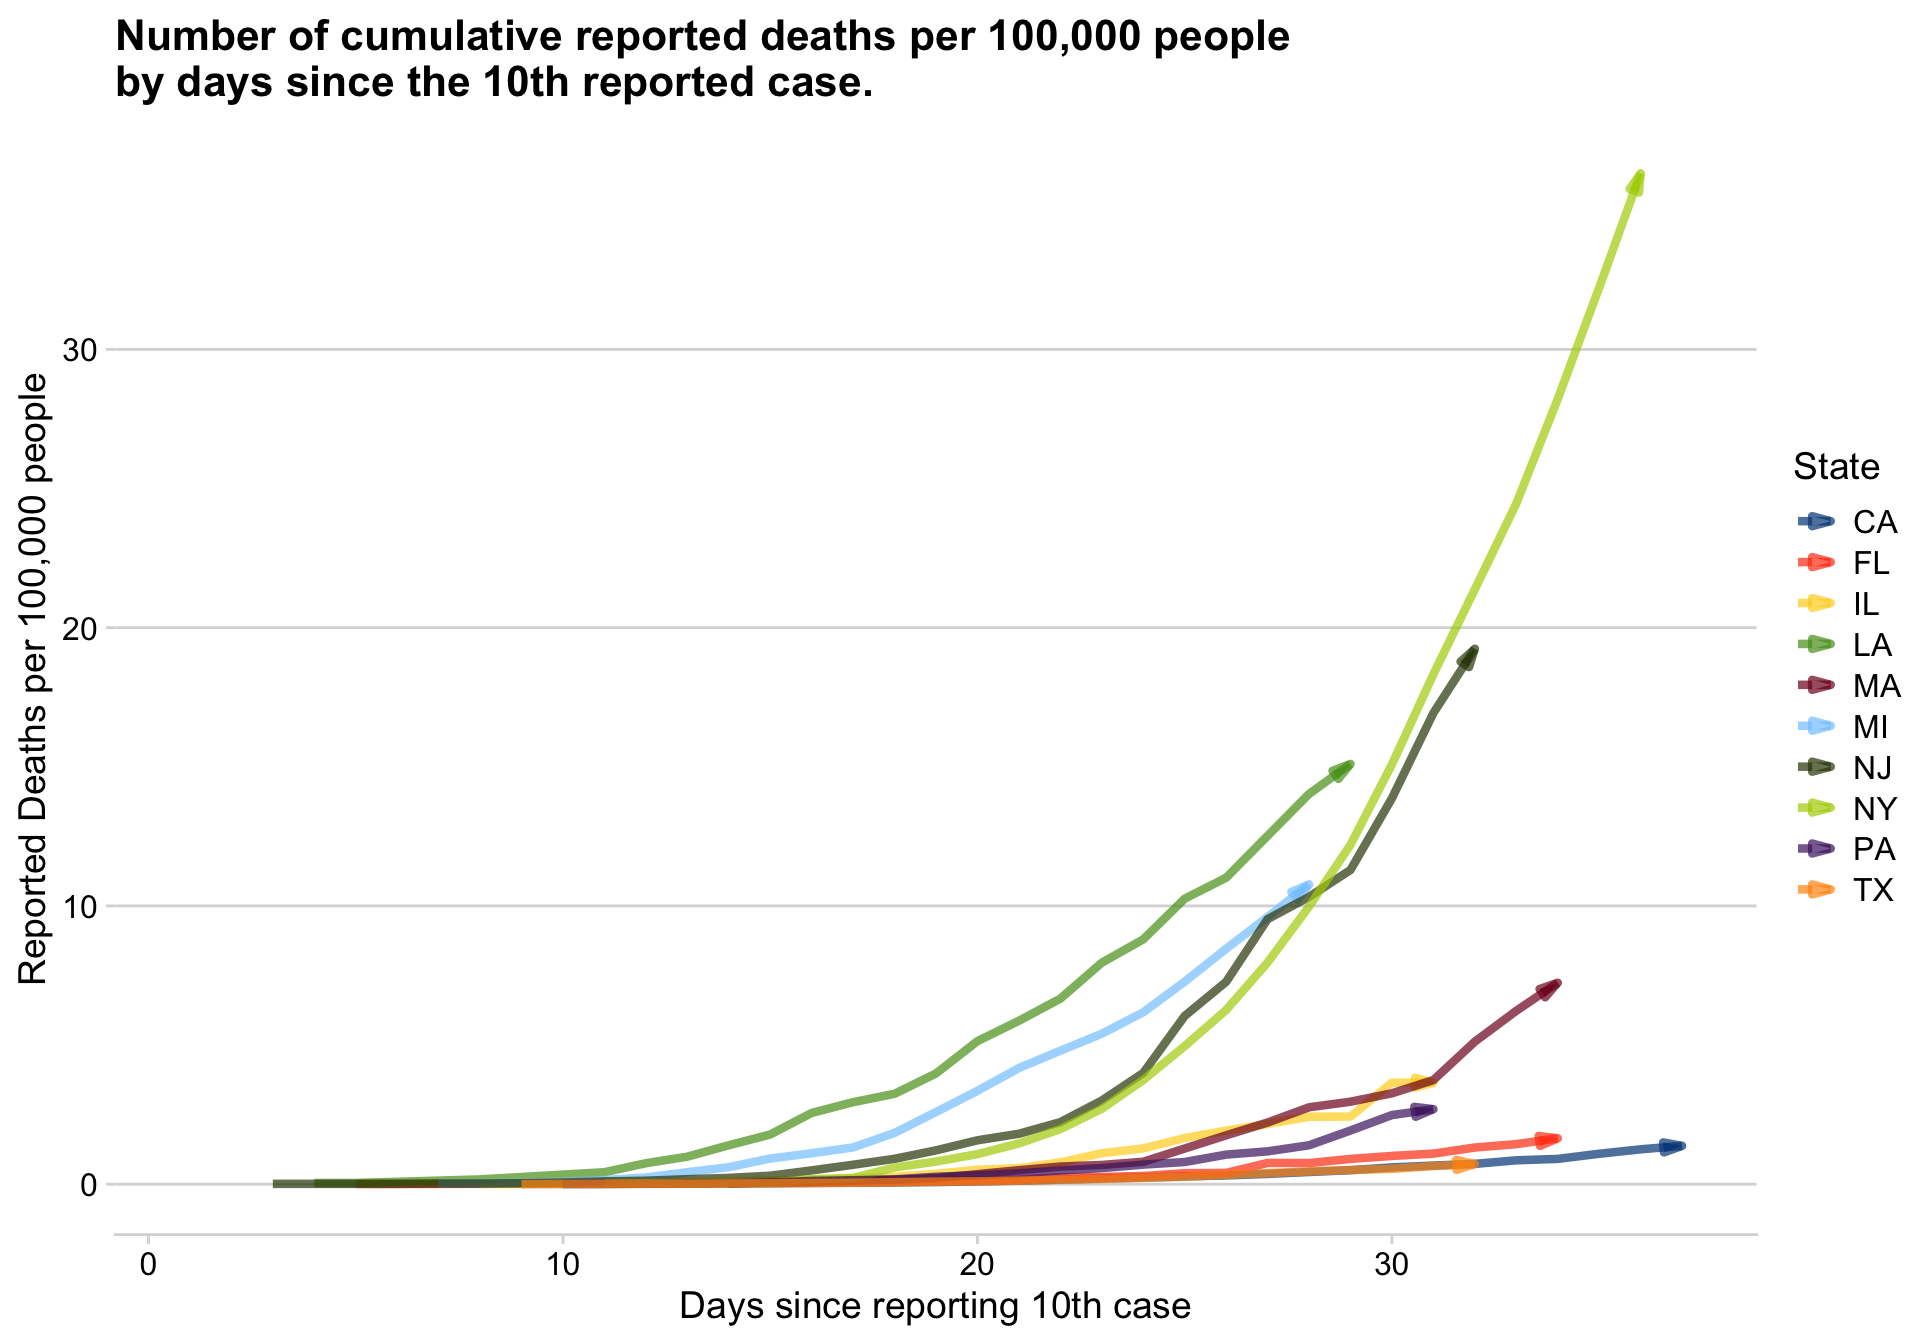 Number of cumulative reported deaths per 100,000 people
by days since the 10th reported case.
Reported Deaths per 100,000 people
30
20
10
0
0
10
20
30
Days since reporting 10th case
State
CA
FL
IL
LA
MA
MI
NJ
NY
PA
TX